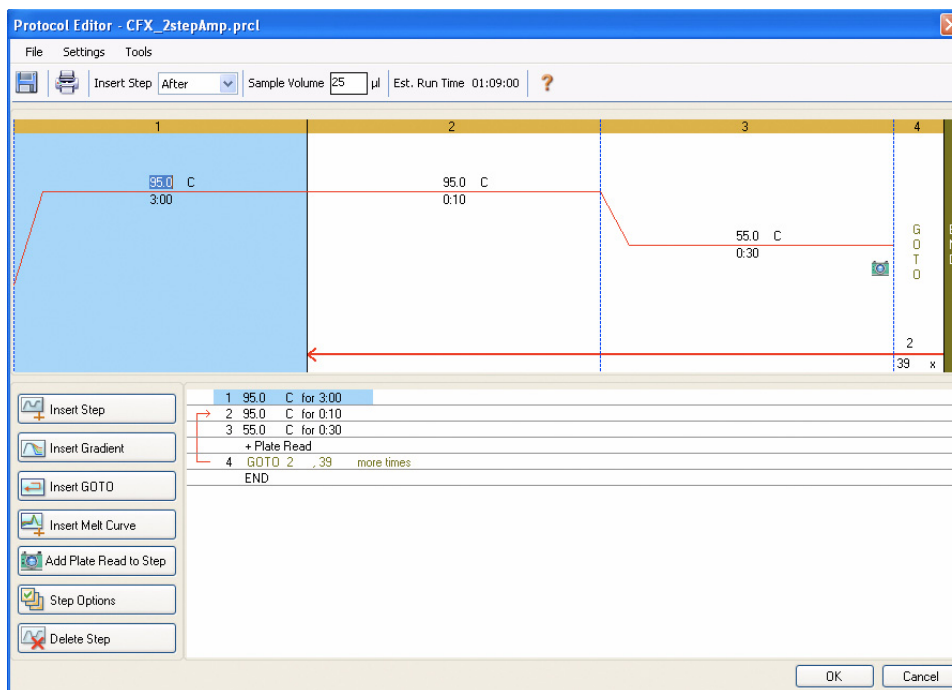 Protocol Editor - CFX_2stepAmp.prcl
File Settings Tools
Insert Step After Sample Volume 25 µl Est. Run Time 01:09:00 ?
1 2 3 4
95.0 C
3:00
95.0 C
0:10
55.0 C
0:30
GOTO
2
39 x
Insert Step
Insert Gradient
Insert GOTO
Insert Melt Curve
Add Plate Read to Step
Step Options
Delete Step
1 95.0 C for 3:00
2 95.0 C for 0:10
3 55.0 C for 0:30
+ Plate Read
4 GOTO 2 , 39 more times
END
OK Cancel